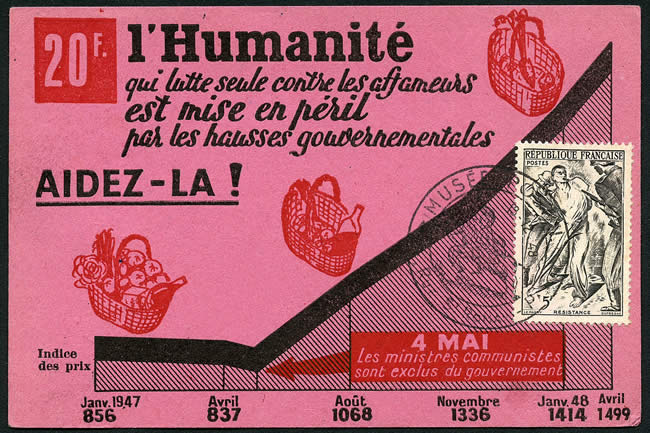 20F.
l'Humanité
qui lutte seule contre les affameurs
est mise en péril
par les hausses gouvernementales
AIDEZ-LA !
MUSÉE
RÉPUBLIQUE FRANÇAISE
POSTES
5
RÉSISTANCE
4 MAI
Les ministres communistes
sont exclus du gouvernement
Indice
des prix
Janv. 1947 Avril Août Novembre Janv. 48 Avril
856 837 1068 1336 1414 1499